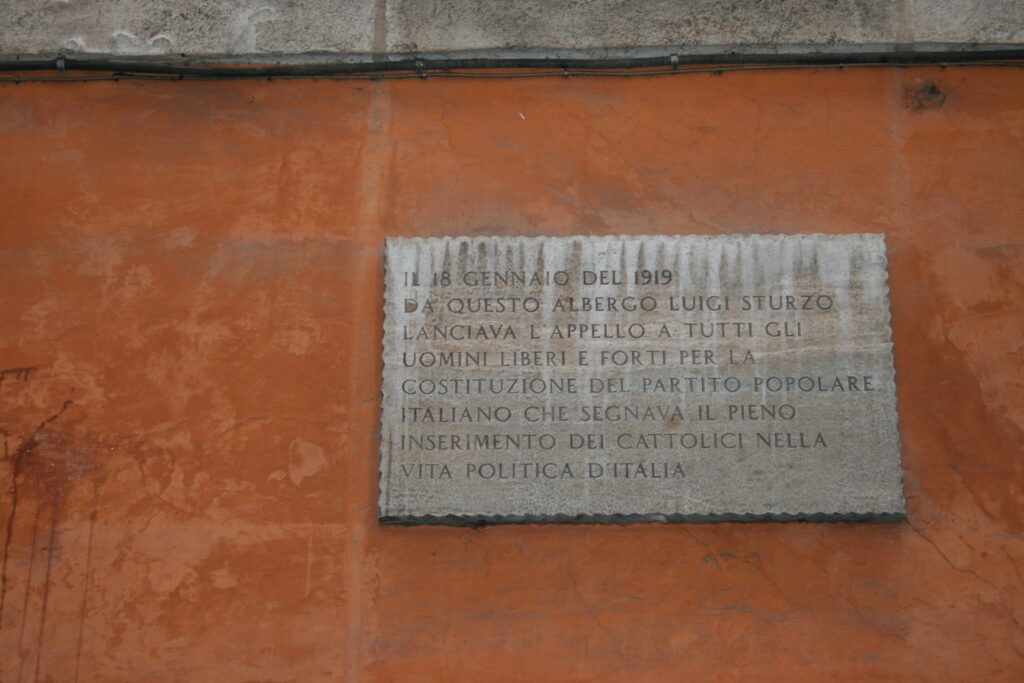 IL 18 GENNAIO DEL 1919
DA QUESTO ALBERGO LUIGI STURZO
LANCIAVA L'APPELLO A TUTTI GLI
UOMINI LIBERI E FORTI PER LA
COSTITUZIONE DEL PARTITO POPOLARE
ITALIANO CHE SEGNAVA IL PIENO
INSERIMENTO DEI CATTOLICI NELLA
VITA POLITICA D'ITALIA